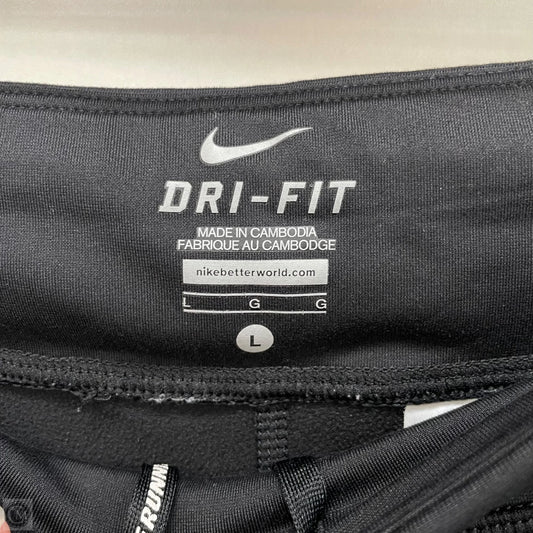 DRI-FIT
MADE IN CAMBODIA
FABRIQUE AU CAMBODGE
nikebetterworld.com
L G G
L